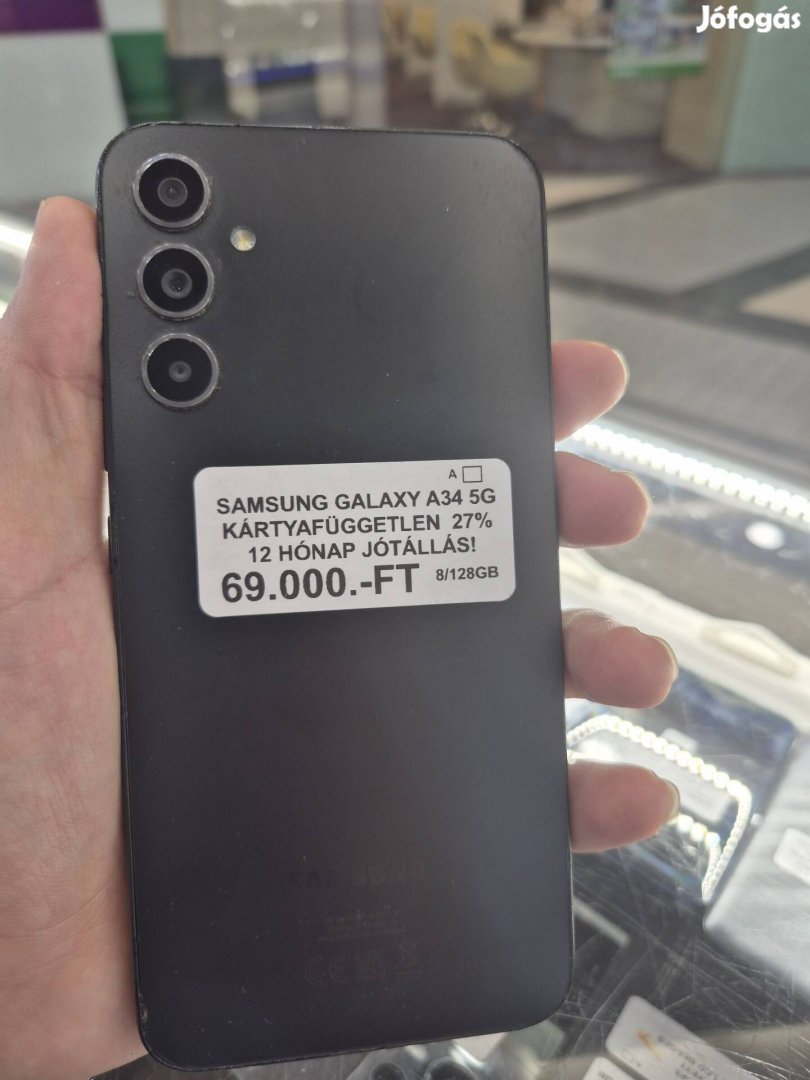 Jófogás
A
SAMSUNG GALAXY A34 5G
KÁRTYAFÜGGETLEN 27%
12 HÓNAP JÓTÁLLÁS!
69.000.-FT 8/128GB